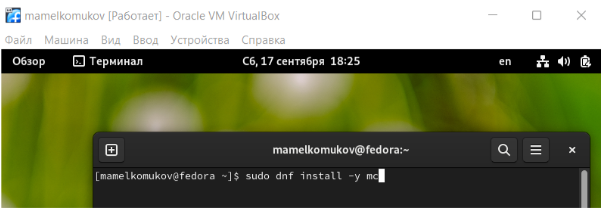 mamelkomukov [Работает] - Oracle VM VirtualBox
Файл Машина Вид Ввод Устройства Справка
Обзор Терминал Сб, 17 сентября 18:25 en
mamelkomukov@fedora:~
[mamelkomukov@fedora ~]$ sudo dnf install -y mc